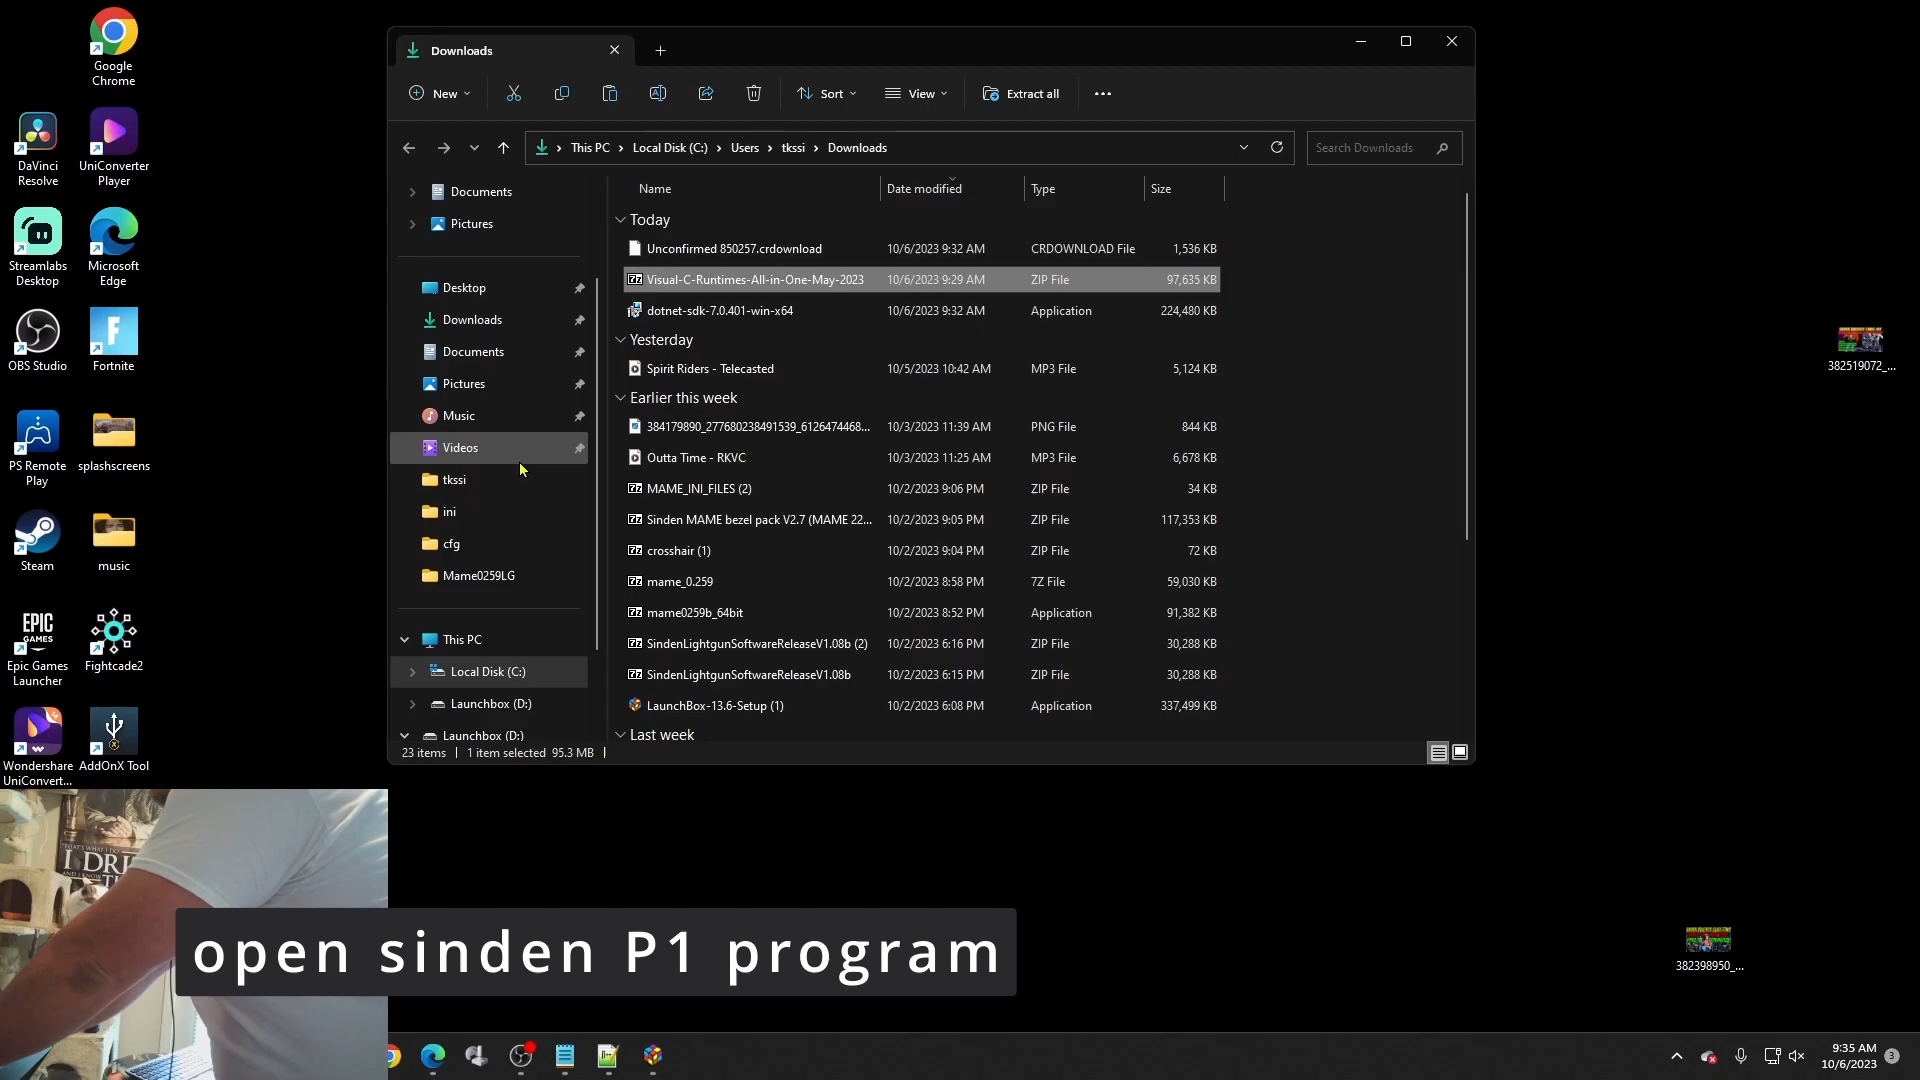 Google
Chrome
DaVinci
Resolve
UniConverter
Player
Streamlabs
Desktop
Microsoft
Edge
OBS Studio
Fortnite
PS Remote
Play
splashscreens
Steam
music
EPIC
GAMES
Epic Games
Launcher
Fightcade2
Wondershare
UniConvert...
AddOnX Tool
Downloads
New
Sort
View
Extract all
This PC > Local Disk (C:) > Users > tkssi > Downloads
Search Downloads
Documents
Pictures
Desktop
Downloads
Documents
Pictures
Music
Videos
tkssi
ini
cfg
Mame0259LG
This PC
Local Disk (C:)
Launchbox (D:)
Launchbox (D:)
Name Date modified Type Size
Today
Unconfirmed 850257.crdownload 10/6/2023 9:32 AM CRDOWNLOAD File 1,536 KB
Visual-C-Runtimes-All-in-One-May-2023 10/6/2023 9:29 AM ZIP File 97,635 KB
dotnet-sdk-7.0.401-win-x64 10/6/2023 9:32 AM Application 224,480 KB
Yesterday
Spirit Riders - Telecasted 10/5/2023 10:42 AM MP3 File 5,124 KB
Earlier this week
384179890_277680238491539_6126474468... 10/3/2023 11:39 AM PNG File 844 KB
Outta Time - RKVC 10/3/2023 11:25 AM MP3 File 6,678 KB
MAME_INI_FILES (2) 10/2/2023 9:06 PM ZIP File 34 KB
Sinden MAME bezel pack V2.7 (MAME 22... 10/2/2023 9:05 PM ZIP File 117,353 KB
crosshair (1) 10/2/2023 9:04 PM ZIP File 72 KB
mame_0.259 10/2/2023 8:58 PM 7Z File 59,030 KB
mame0259b_64bit 10/2/2023 8:52 PM Application 91,382 KB
SindenLightgunSoftwareReleaseV1.08b (2) 10/2/2023 6:16 PM ZIP File 30,288 KB
SindenLightgunSoftwareReleaseV1.08b 10/2/2023 6:15 PM ZIP File 30,288 KB
LaunchBox-13.6-Setup (1) 10/2/2023 6:08 PM Application 337,499 KB
Last week
23 items 1 item selected 95.3 MB
382519072_...
382398950_...
THAT'S WHAT I DO
I DRI
AND I KNOW
TH
open sinden P1 program
9:35 AM
10/6/2023
3